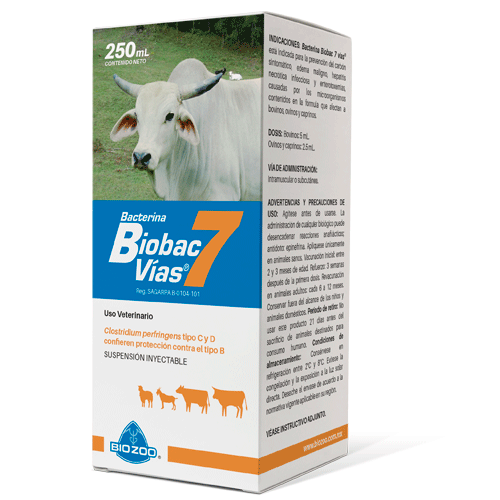 250mL
CONTENIDO NETO
Bacterina
Biobac
Vías®
7
Reg. SAGARPA B-0104-101
Uso Veterinario
Clostridium perfringens tipo C y D
confieren protección contra el tipo B
SUSPENSIÓN INYECTABLE
BIOZOO®
INDICACIONES: Bacterina Biobac 7 vías®
está indicada para la prevención del carbón
sintomático, edema maligno, hepatitis
necrótica infecciosa y enterotoxemias,
causadas por los microorganismos
contenidos en la formula que afectan a
bovinos, ovinos y caprinos.
DOSIS: Bovinos: 5 mL.
Ovinos y caprinos: 2.5 mL.
VÍA DE ADMINISTRACIÓN:
Intramuscular o subcutánea.
ADVERTENCIAS Y PRECAUCIONES DE
USO: Agítese antes de usarse. La
administración de cualquier biológico puede
desencadenar reacciones anafilácticas:
antídoto: epinefrina. Aplíquese únicamente
en animales sanos. Vacunación inicial: entre
2 y 3 meses de edad. Refuerzo: 3 semanas
después de la primera dosis. Revacunación
en animales adultos: cada 6 a 12 meses.
Consérvese fuera del alcance de los niños y
animales domésticos. Período de retiro: No
usar este producto 21 días antes del
sacrificio de animales destinados para
consumo humano. Condiciones de
almacenamiento: Consérvese en
refrigeración entre 2°C y 8°C. Evítese la
congelación y la exposición a la luz solar
directa. Deseche el envase de acuerdo a la
normativa vigente aplicable en su región.
VÉASE INSTRUCTIVO ADJUNTO.
www.biozoo.com.mx